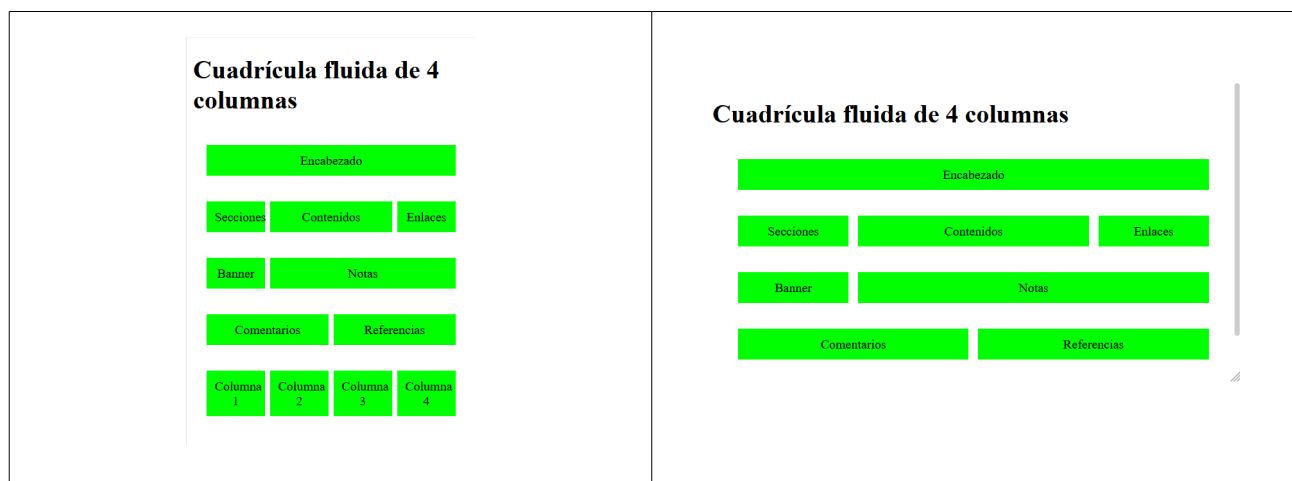 Cuadrícula fluida de 4
columnas
Encabezado
Secciones Contenidos Enlaces
Banner Notas
Comentarios Referencias
Columna Columna Columna Columna
1 2 3 4
Cuadrícula fluida de 4 columnas
Encabezado
Secciones Contenidos Enlaces
Banner Notas
Comentarios Referencias